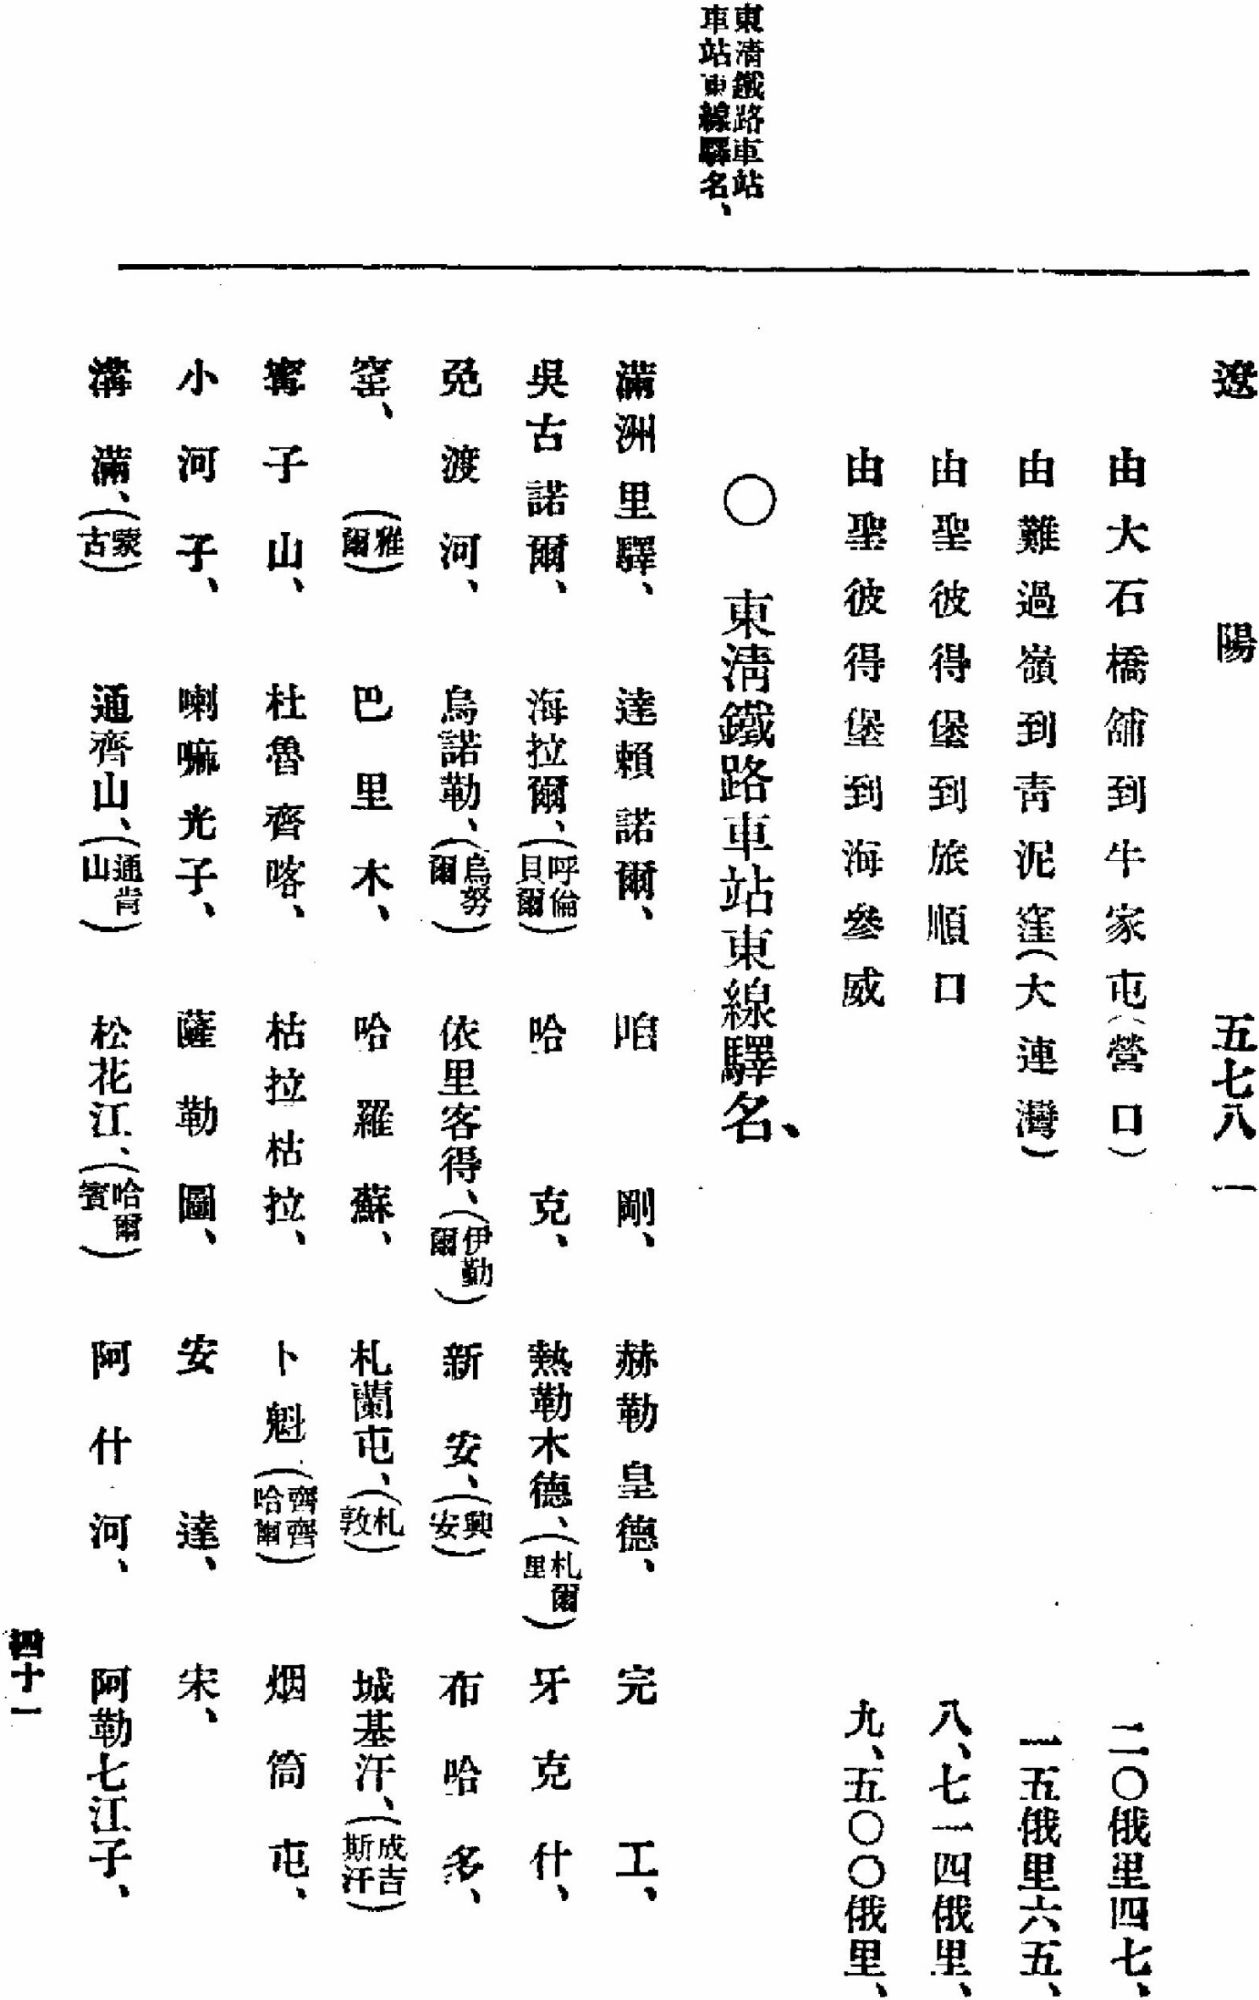 東清鐵路車站
車站東線驛名、
遼陽 五七八 一
由大石橋舖到牛家屯(營口) 二〇俄里四七、
由難過嶺到靑泥窪(大連灣) 一五俄里六五、
由聖彼得堡到旅順口 八、七一四俄里、
由聖彼得堡到海參威 九、五〇〇俄里、
〇 東淸鐵路車站東線驛名、
滿洲里驛、 達賴諾爾、 咱剛、 赫勒皇德、 完工、
吳古諾爾、 海拉爾、(呼倫貝爾) 哈克、 熱勒木德、(札爾里) 牙克什、
免渡河、 烏諾勒、(烏努爾) 依里客得、(伊勒爾) 新安、(興安) 布哈多、
窰、(雅爾) 巴里木、 哈羅蘇、 札蘭屯、(札敦) 城基汗、(成吉斯汗)
子山、 杜魯齊喀、 枯拉枯拉、 卜魁(齊齊哈爾) 烟筒屯、
小河子、 喇嘛光子、 薩勒圖、 安達、 宋、
溝滿、(蒙古) 通齊山、(通肯山) 松花江、(哈爾賓) 阿什河、 阿勒七江子、
四十一